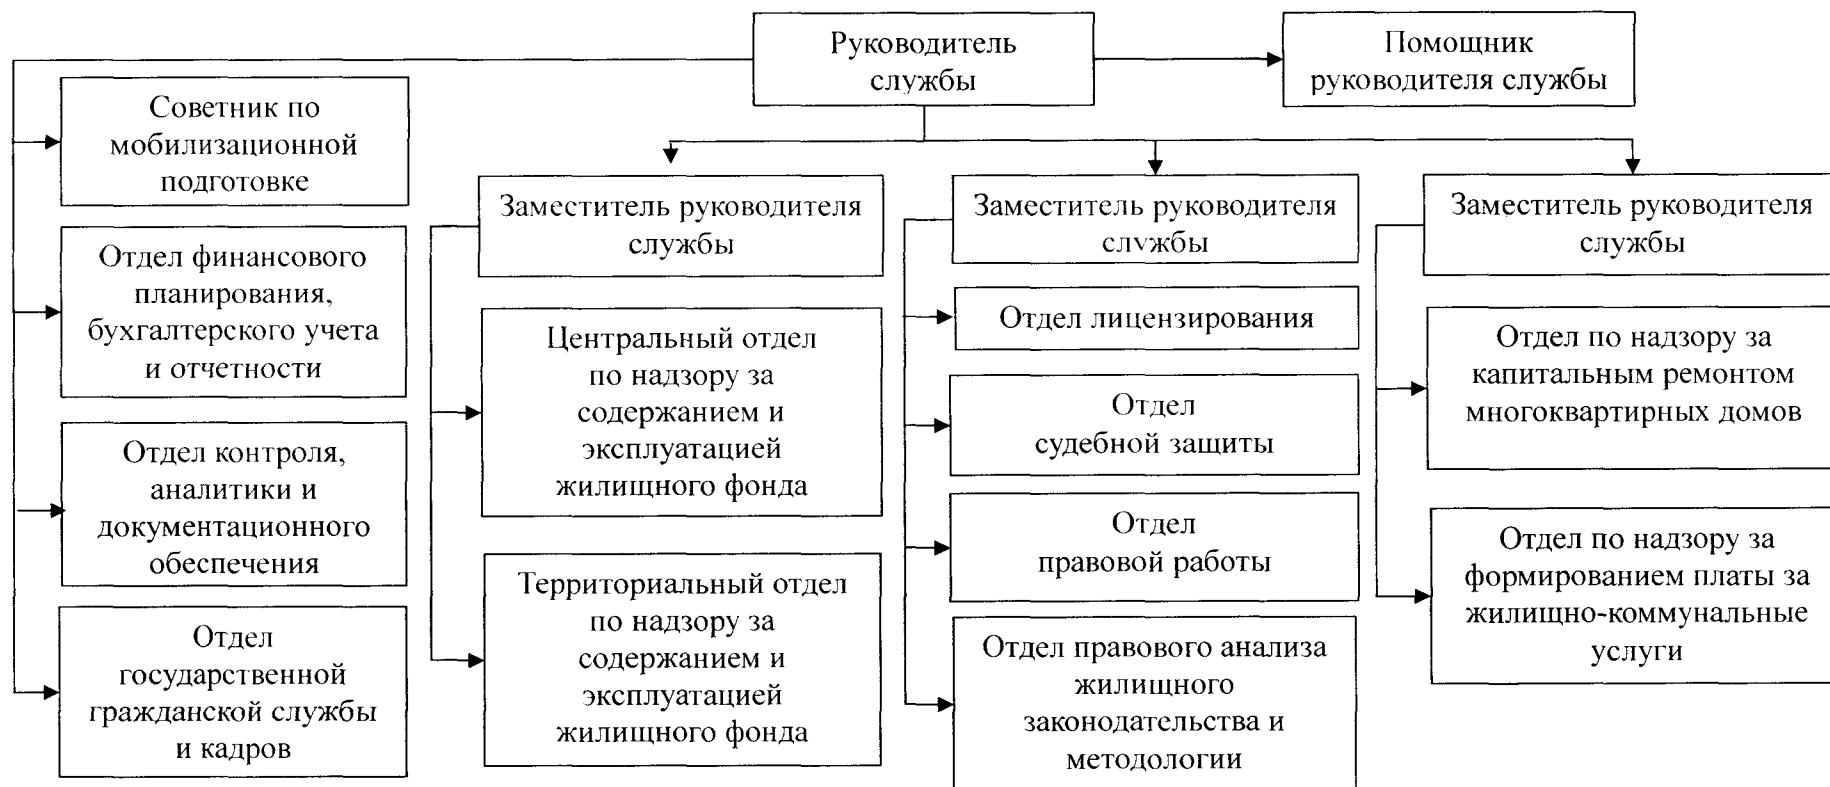 Руководитель
службы
Помощник
руководителя службы
Советник по
мобилизационной
подготовке
Отдел финансового
планирования,
бухгалтерского учета
и отчетности
Отдел контроля,
аналитики и
документационного
обеспечения
Отдел
государственной
гражданской службы
и кадров
Заместитель руководителя
службы
Центральный отдел
по надзору за
содержанием и
эксплуатацией
жилищного фонда
Территориальный отдел
по надзору за
содержанием и
эксплуатацией
жилищного фонда
Заместитель руководителя
службы
Отдел лицензирования
Отдел
судебной защиты
Отдел
правовой работы
Отдел правового анализа
жилищного
законодательства и
методологии
Заместитель руководителя
службы
Отдел по надзору за
капитальным ремонтом
многоквартирных домов
Отдел по надзору за
формированием платы за
жилищно-коммунальные
услуги